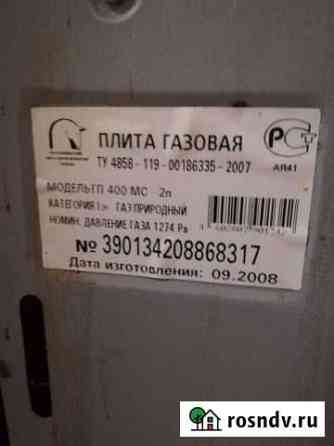 ПЛИТА ГАЗОВАЯ
ТУ 4858 - 119 - 00186335 - 2007
АЯ41
МОДЕЛЬ ГП 400 МС - 2п
КАТЕГОРИЯ I 2н ГАЗ ПРИРОДНЫЙ
НОМИН. ДАВЛЕНИЕ ГАЗА 1274 Pa
№ 390134208868317
Дата изготовления: 09.2008
rosndv.ru